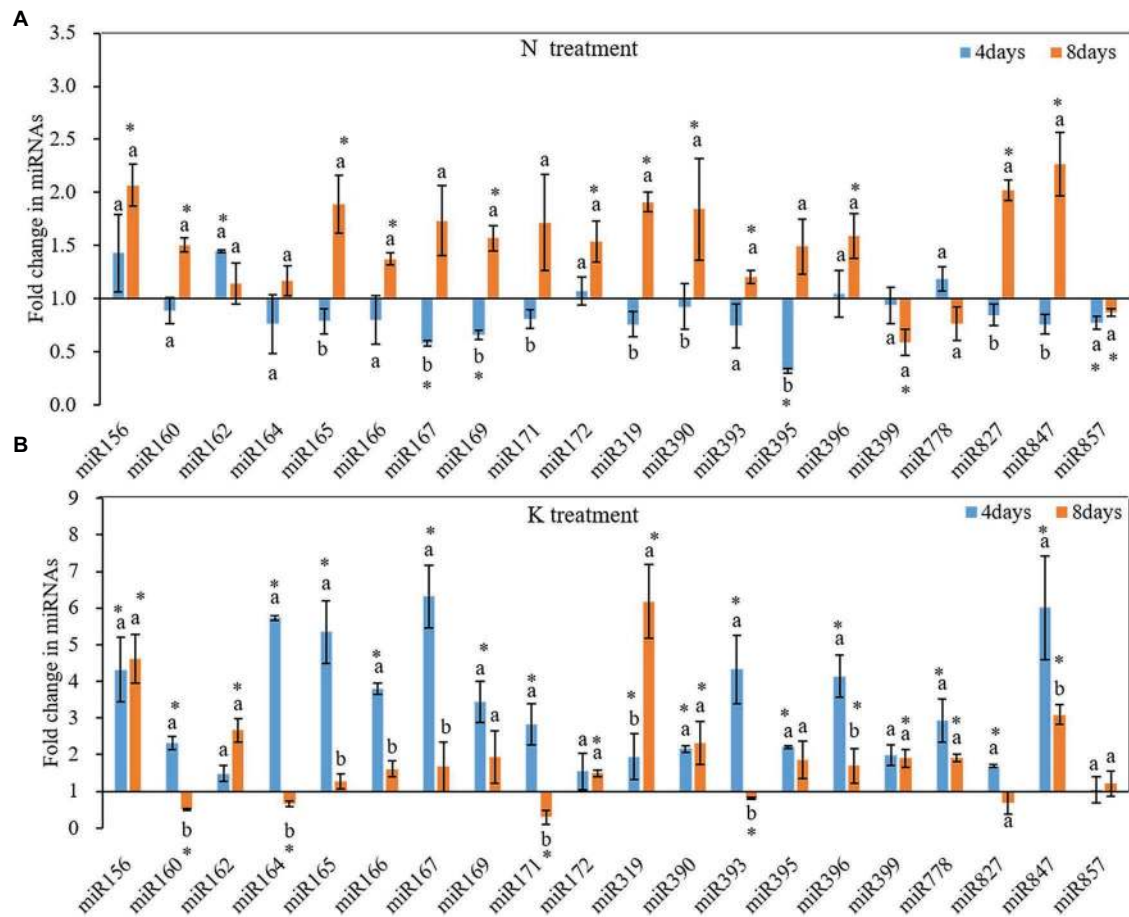 A
N treatment
4days 8days
Fold change in miRNAs
3.5
3.0
2.5
2.0
1.5
1.0
0.5
0.0
a * a
a * a
* a a
a a
b * a
a * a
b * a
b * * a
b a
a * a
b * a
b * a
a * a
b * a
a * a
a a *
a a
b * a
b * a
a * a *
miR156 miR160 miR162 miR164 miR165 miR166 miR167 miR169 miR171 miR172 miR319 miR390 miR393 miR395 miR396 miR399 miR778 miR827 miR847 miR857
B
K treatment
4days 8days
Fold change in miRNAs
9
8
7
6
5
4
3
2
1
0
* a * a
* a b *
a * a
* a b *
* a b
* a b
* a b
* a a
* a b *
a * a
* b * a
* a * a
* a b *
* a a
* a * b
a * a
* a * a
* a a
* a * b
a a
miR156 miR160 miR162 miR164 miR165 miR166 miR167 miR169 miR171 miR172 miR319 miR390 miR393 miR395 miR396 miR399 miR778 miR827 miR847 miR857